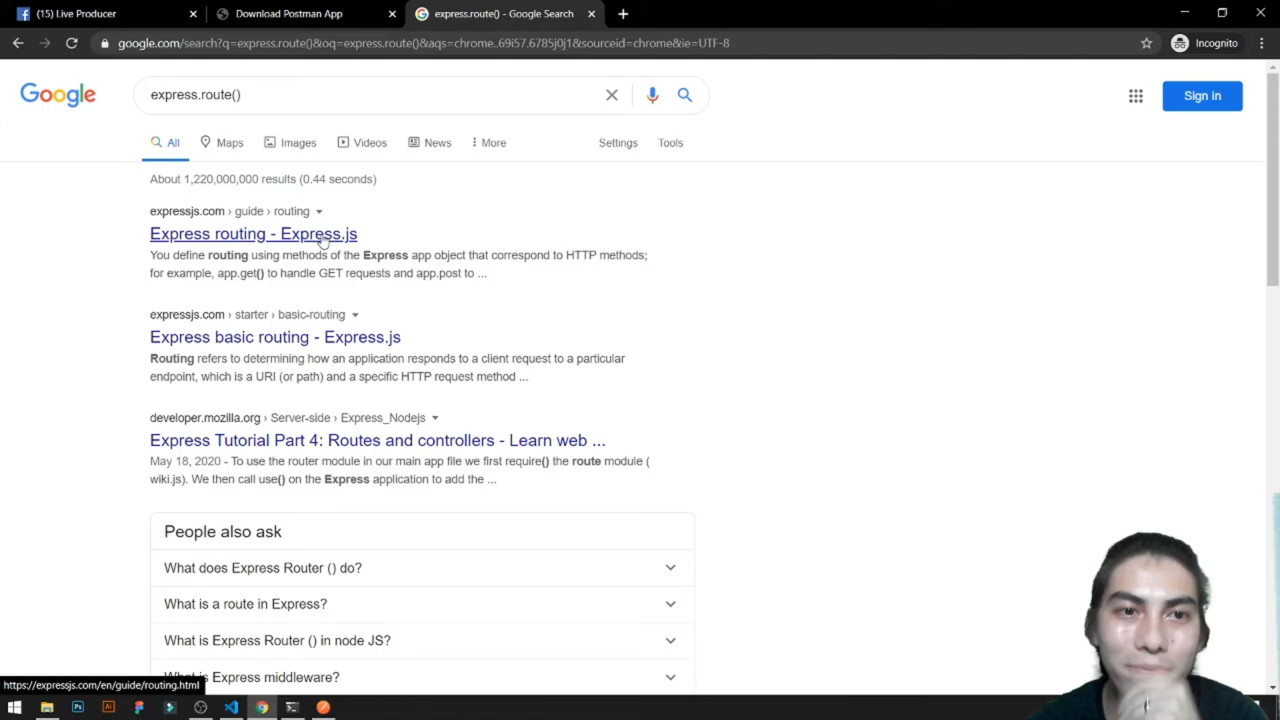 (15) Live Producer
Download Postman App
express.route() - Google Search
google.com/search?q=express.route()&oq=express.route()&aqs=chrome..69i57.6785j0j1&sourceid=chrome&ie=UTF-8
Incognito
Google
express.route()
Sign in
All
Maps
Images
Videos
News
More
Settings
Tools
About 1,220,000,000 results (0.44 seconds)
expressjs.com › guide › routing
Express routing - Express.js
You define routing using methods of the Express app object that correspond to HTTP methods;
for example, app.get() to handle GET requests and app.post to ...
expressjs.com › starter › basic-routing
Express basic routing - Express.js
Routing refers to determining how an application responds to a client request to a particular
endpoint, which is a URI (or path) and a specific HTTP request method ...
developer.mozilla.org › Server-side › Express_Nodejs
Express Tutorial Part 4: Routes and controllers - Learn web ...
May 18, 2020 - To use the router module in our main app file we first require() the route module (
wiki.js). We then call use() on the Express application to add the ...
People also ask
What does Express Router () do?
What is a route in Express?
What is Express Router () in node JS?
What is Express middleware?
https://expressjs.com/en/guide/routing.html
Ps
Ai